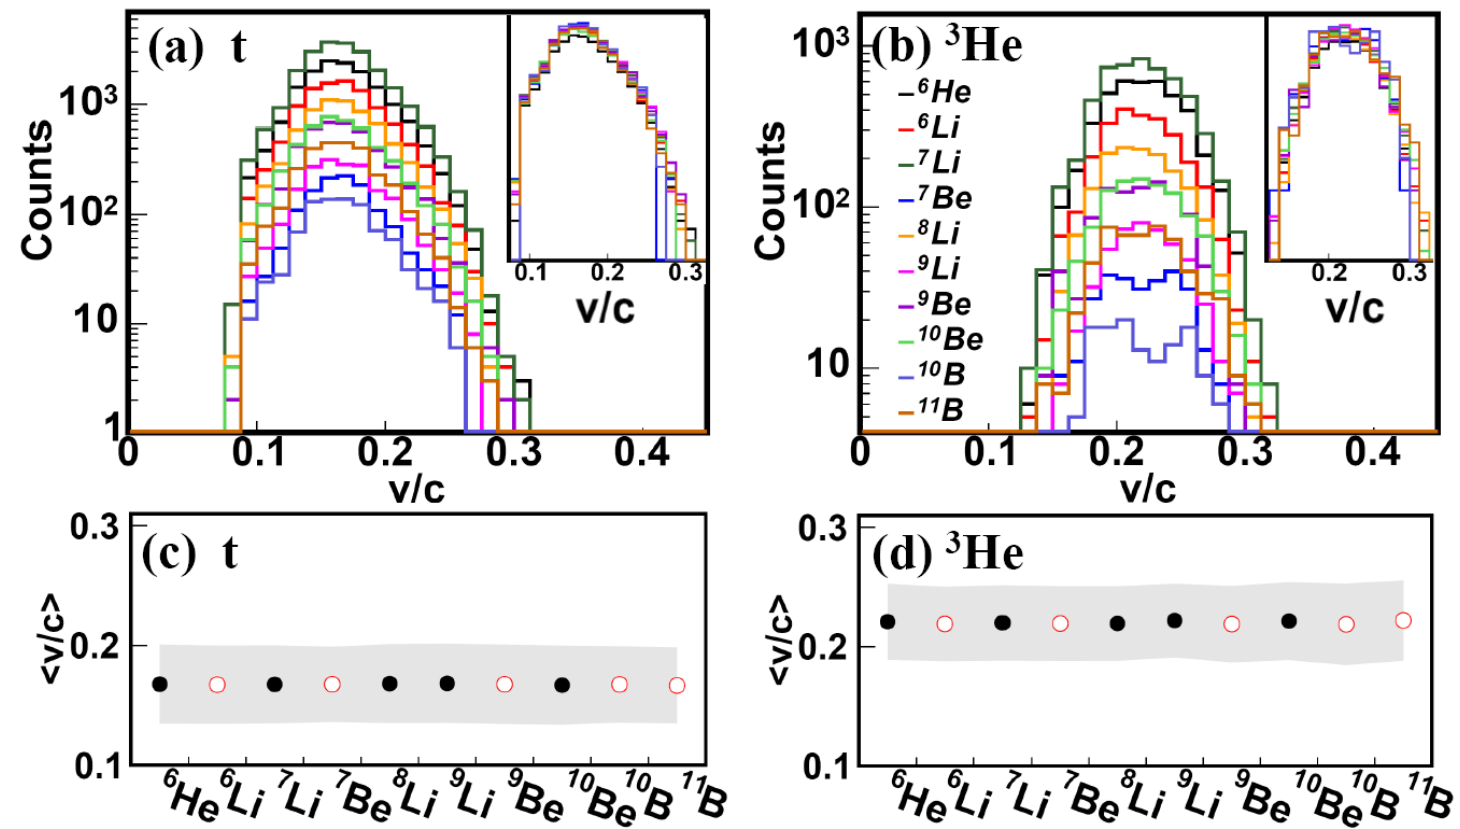 (a) t
Counts
10³
10²
10
1
0 0.1 0.2 0.3 0.4
v/c
0.1 0.2 0.3
v/c
(b) ³He
Counts
10³
10²
10
⁶He
⁶Li
⁷Li
⁷Be
⁸Li
⁹Li
⁹Be
¹⁰Be
¹⁰B
¹¹B
0 0.1 0.2 0.3 0.4
v/c
0.2 0.3
v/c
(c) t
<v/c>
0.3
0.2
0.1
⁶He ⁶Li ⁷Li ⁷Be ⁸Li ⁹Li ⁹Be ¹⁰Be ¹⁰B ¹¹B
(d) ³He
<v/c>
0.3
0.2
0.1
⁶He ⁶Li ⁷Li ⁷Be ⁸Li ⁹Li ⁹Be ¹⁰Be ¹⁰B ¹¹B